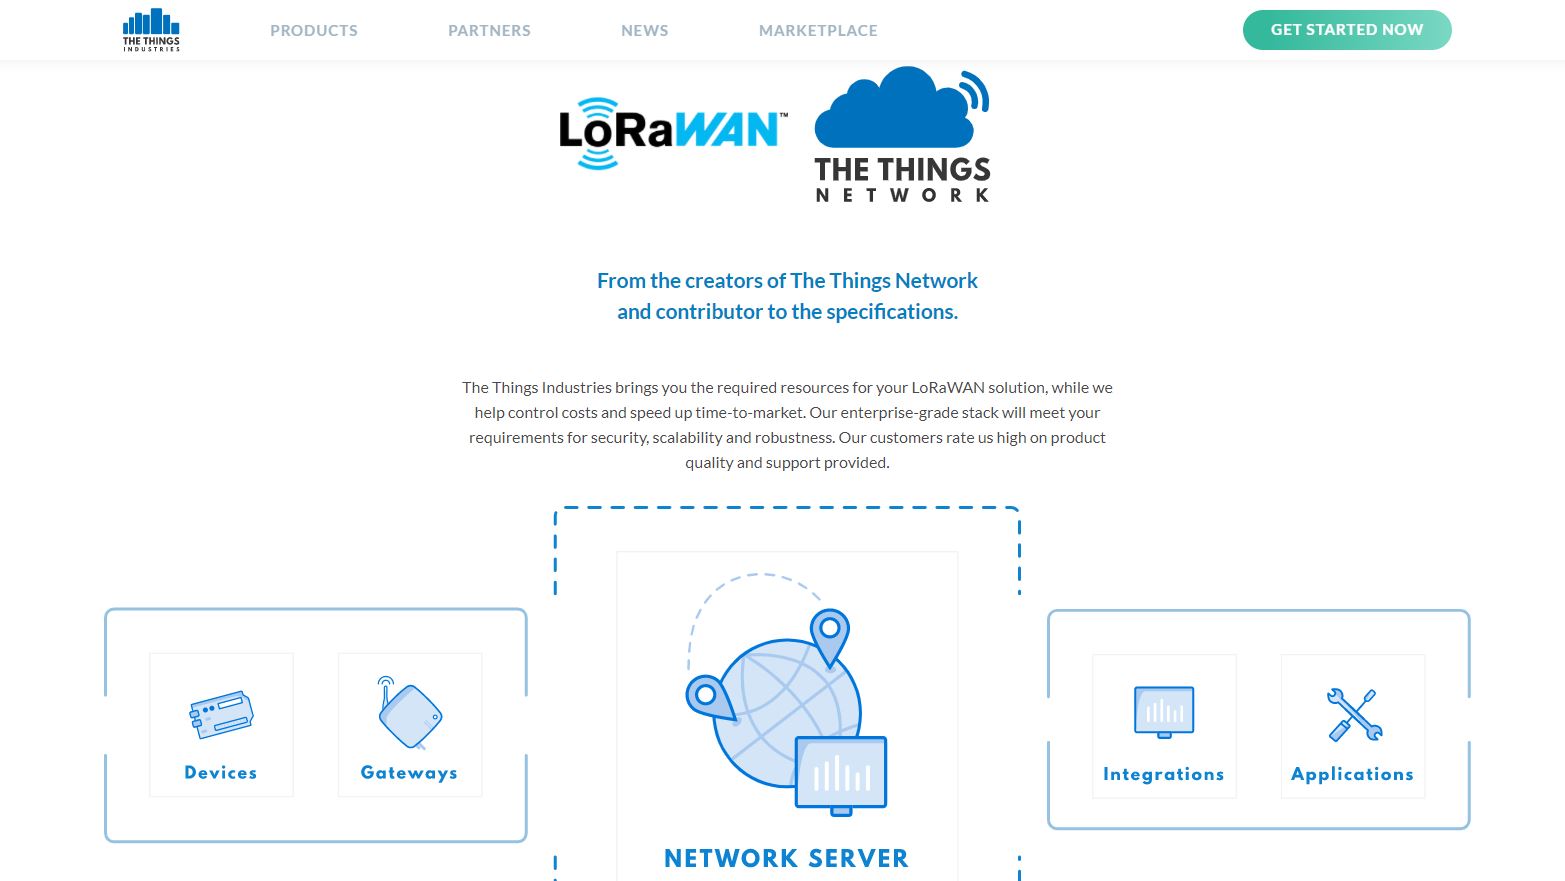 THE THINGS
INDUSTRIES
PRODUCTS
PARTNERS
NEWS
MARKETPLACE
GET STARTED NOW
LoRaWAN™
THE THINGS
NETWORK
From the creators of The Things Network
and contributor to the specifications.
The Things Industries brings you the required resources for your LoRaWAN solution, while we
help control costs and speed up time-to-market. Our enterprise-grade stack will meet your
requirements for security, scalability and robustness. Our customers rate us high on product
quality and support provided.
Devices
Gateways
NETWORK SERVER
Integrations
Applications